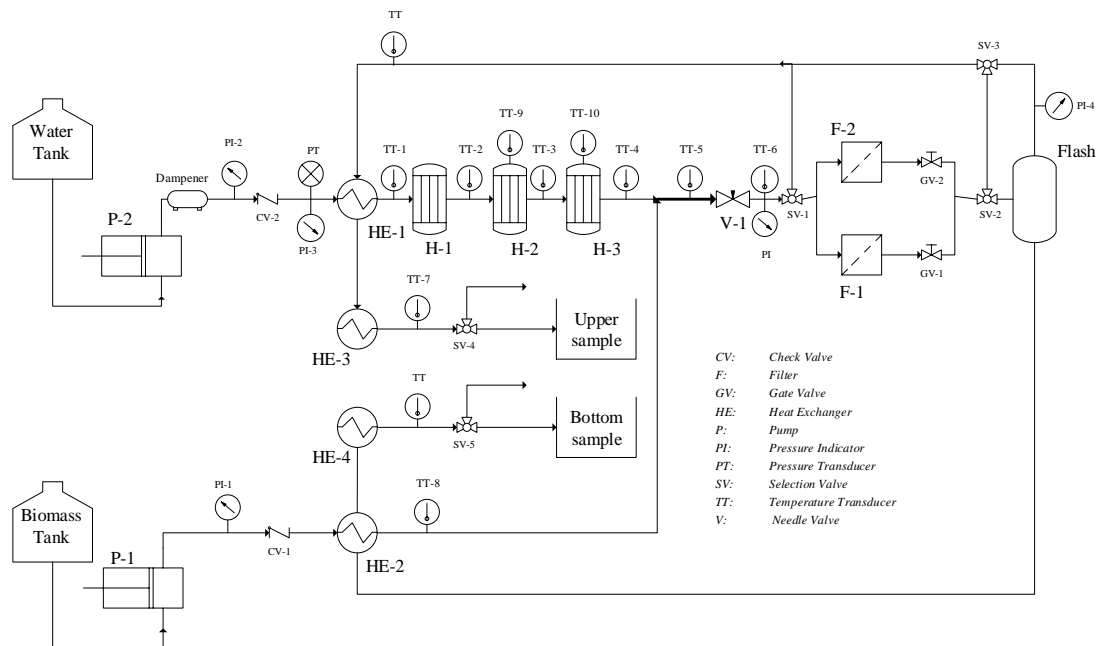 TT
SV-3
PI-4
Water
Tank
PI-2
PT
TT-1
TT-2
TT-9
TT-3
TT-10
TT-4
TT-5
TT-6
F-2
Flash
Dampener
GV-2
P-2
CV-2
PI-3
HE-1
H-1
H-2
H-3
V-1
PI
SV-1
SV-2
GV-1
F-1
TT-7
Upper
sample
HE-3
SV-4
TT
Bottom
sample
HE-4
SV-5
CV: Check Valve
F: Filter
GV: Gate Valve
HE: Heat Exchanger
P: Pump
PI: Pressure Indicator
PT: Pressure Transducer
SV: Selection Valve
TT: Temperature Transducer
V: Needle Valve
Biomass
Tank
PI-1
TT-8
P-1
CV-1
HE-2